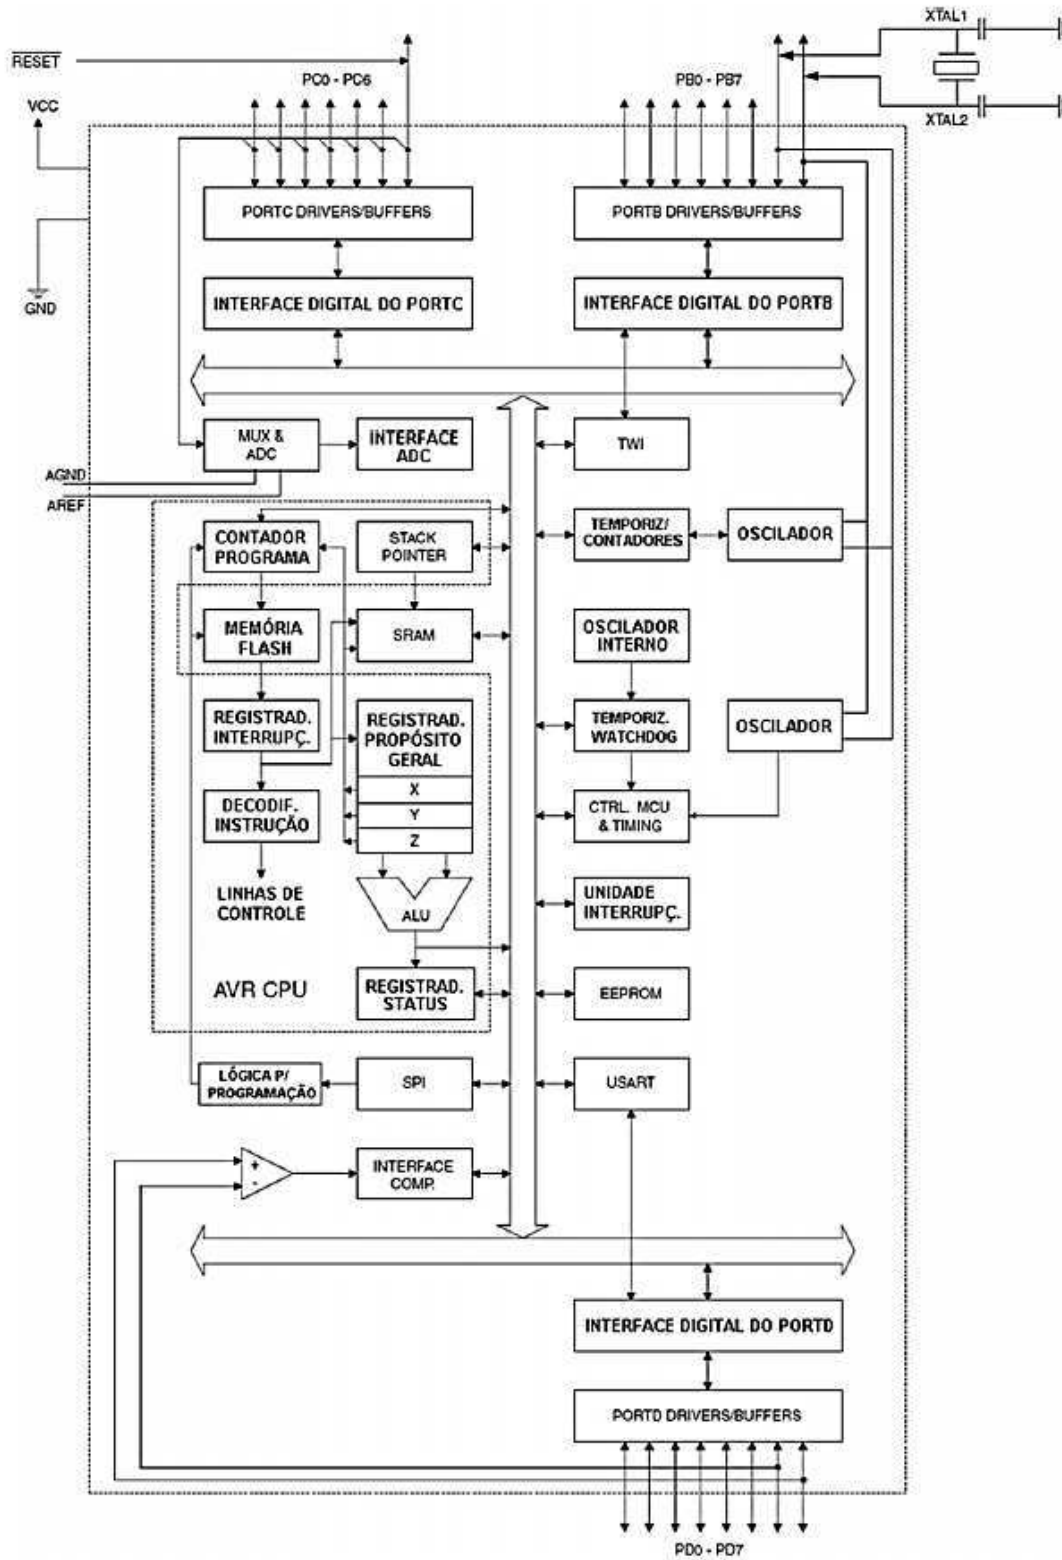 XTAL1
RESET
PC0 - PC6
PB0 - PB7
VCC
XTAL2
PORTC DRIVERS/BUFFERS
PORTB DRIVERS/BUFFERS
INTERFACE DIGITAL DO PORTC
INTERFACE DIGITAL DO PORTB
GND
MUX &
ADC
INTERFACE
ADC
TWI
AGND
AREF
CONTADOR
PROGRAMA
STACK
POINTER
TEMPORIZ/
CONTADORES
OSCILADOR
MEMÓRIA
FLASH
SRAM
OSCILADOR
INTERNO
REGISTRAD.
INTERRUPÇ.
REGISTRAD.
PROPÓSITO
GERAL
TEMPORIZ.
WATCHDOG
OSCILADOR
X
Y
Z
DECODIF.
INSTRUÇÃO
CTRL. MCU
& TIMING
LINHAS DE
CONTROLE
ALU
UNIDADE
INTERRUPÇ.
AVR CPU
REGISTRAD.
STATUS
EEPROM
LÓGICA P/
PROGRAMAÇÃO
SPI
USART
+
-
INTERFACE
COMP.
INTERFACE DIGITAL DO PORTD
PORTD DRIVERS/BUFFERS
PD0 - PD7